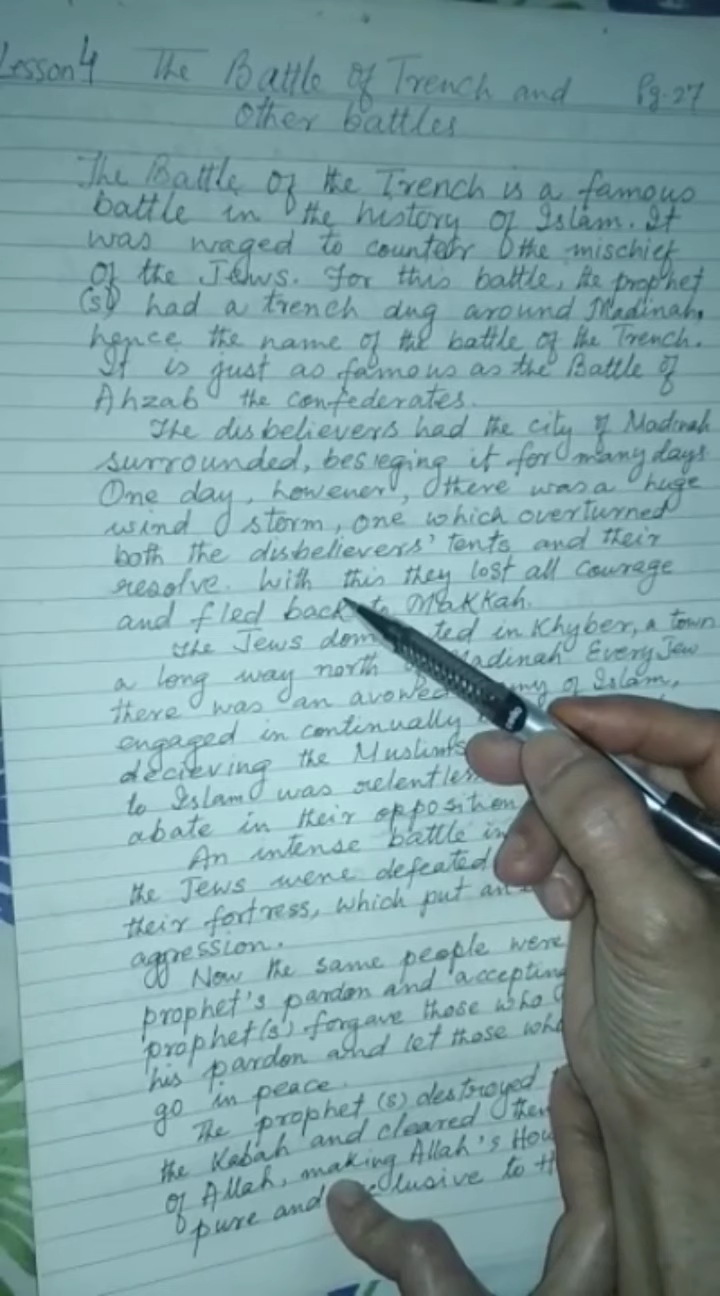 Lesson 4 The Battle of Trench and Pg. 27
Other battles
The Battle of the Trench is a famous
battle in the history of Islam. It
was waged to counter the mischief
of the Jews. For this battle, the prophet
(s) had a trench dug around Madinah,
hence the name of the battle of the Trench.
It is just as famous as the Battle of
Ahzab the confederates.
The disbelievers had the city of Madinah
surrounded, besieging it for many days
One day, however, there was a huge
wind storm, one which overturned
both the disbelievers' tents and their
resolve. With this they lost all courage
and fled back to Makkah.
The Jews in Khyber, a town
a long way north Madinah Every Jew
there was an of Islam,
engaged in continually
decieving the Muslims
to Islam was
abate in their opposition
An intense battle
the Jews were defeated
their fortress, which put
aggression.
Now the same people were
prophet's pardon and accepting
prophet (s) forgave those who
his pardon and let those who
go in peace.
The prophet (s) destroyed
the Kabah and cleared
of Allah, making Allah's
pure and to